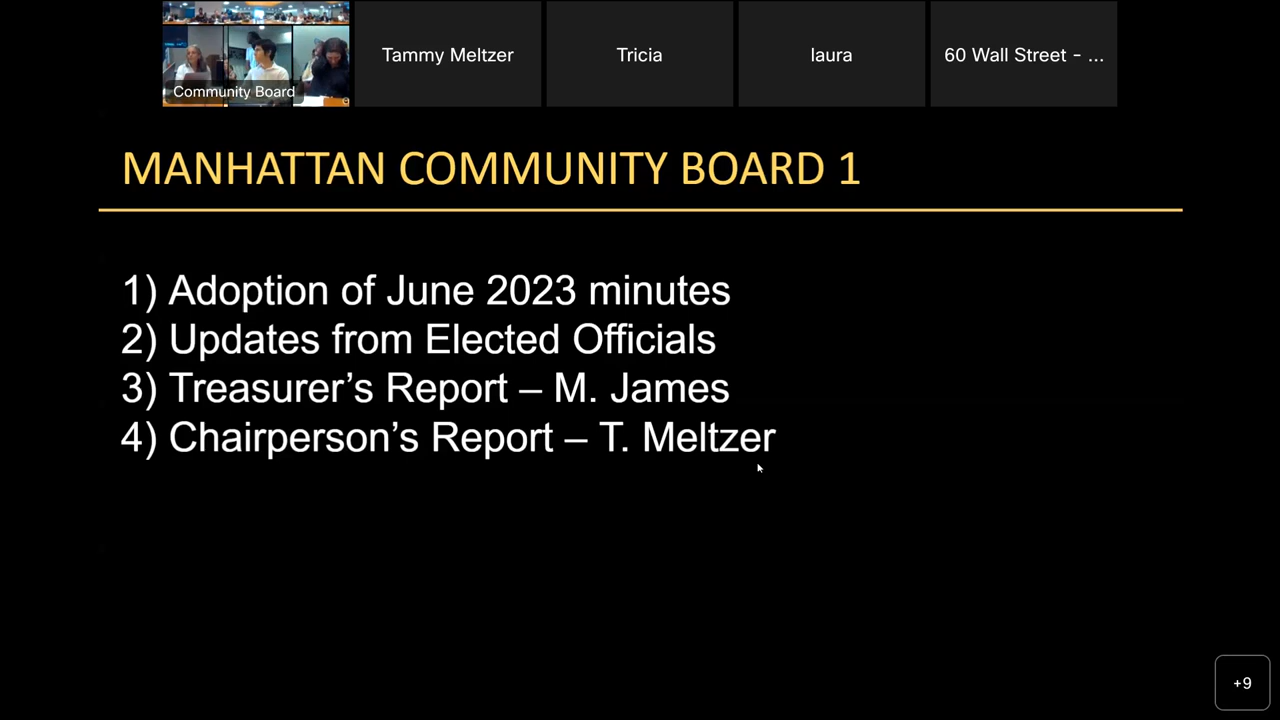 Community Board
Tammy Meltzer
Tricia
laura
60 Wall Street - ...
MANHATTAN COMMUNITY BOARD 1
1) Adoption of June 2023 minutes
2) Updates from Elected Officials
3) Treasurer’s Report – M. James
4) Chairperson’s Report – T. Meltzer
+9